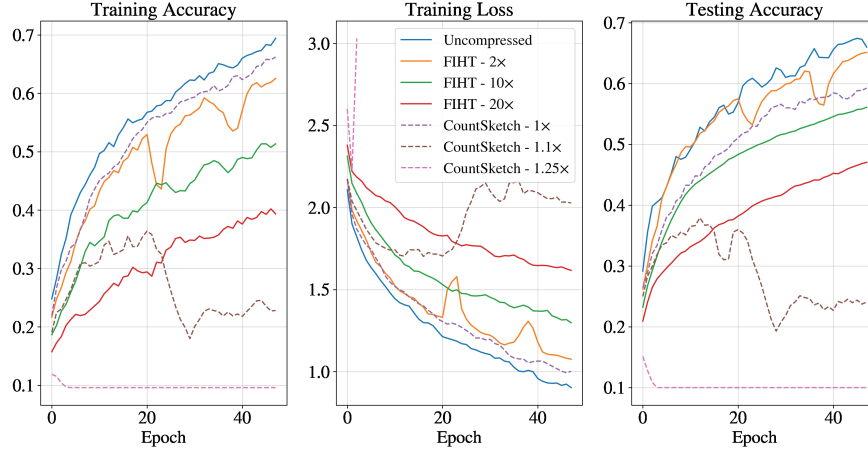 Training Accuracy
0.7
0.6
0.5
0.4
0.3
0.2
0.1
0
20
40
Epoch
Training Loss
3.0
2.5
2.0
1.5
1.0
Uncompressed
FIHT - 2×
FIHT - 10×
FIHT - 20×
CountSketch - 1×
CountSketch - 1.1×
CountSketch - 1.25×
0
20
40
Epoch
Testing Accuracy
0.7
0.6
0.5
0.4
0.3
0.2
0.1
0
20
40
Epoch